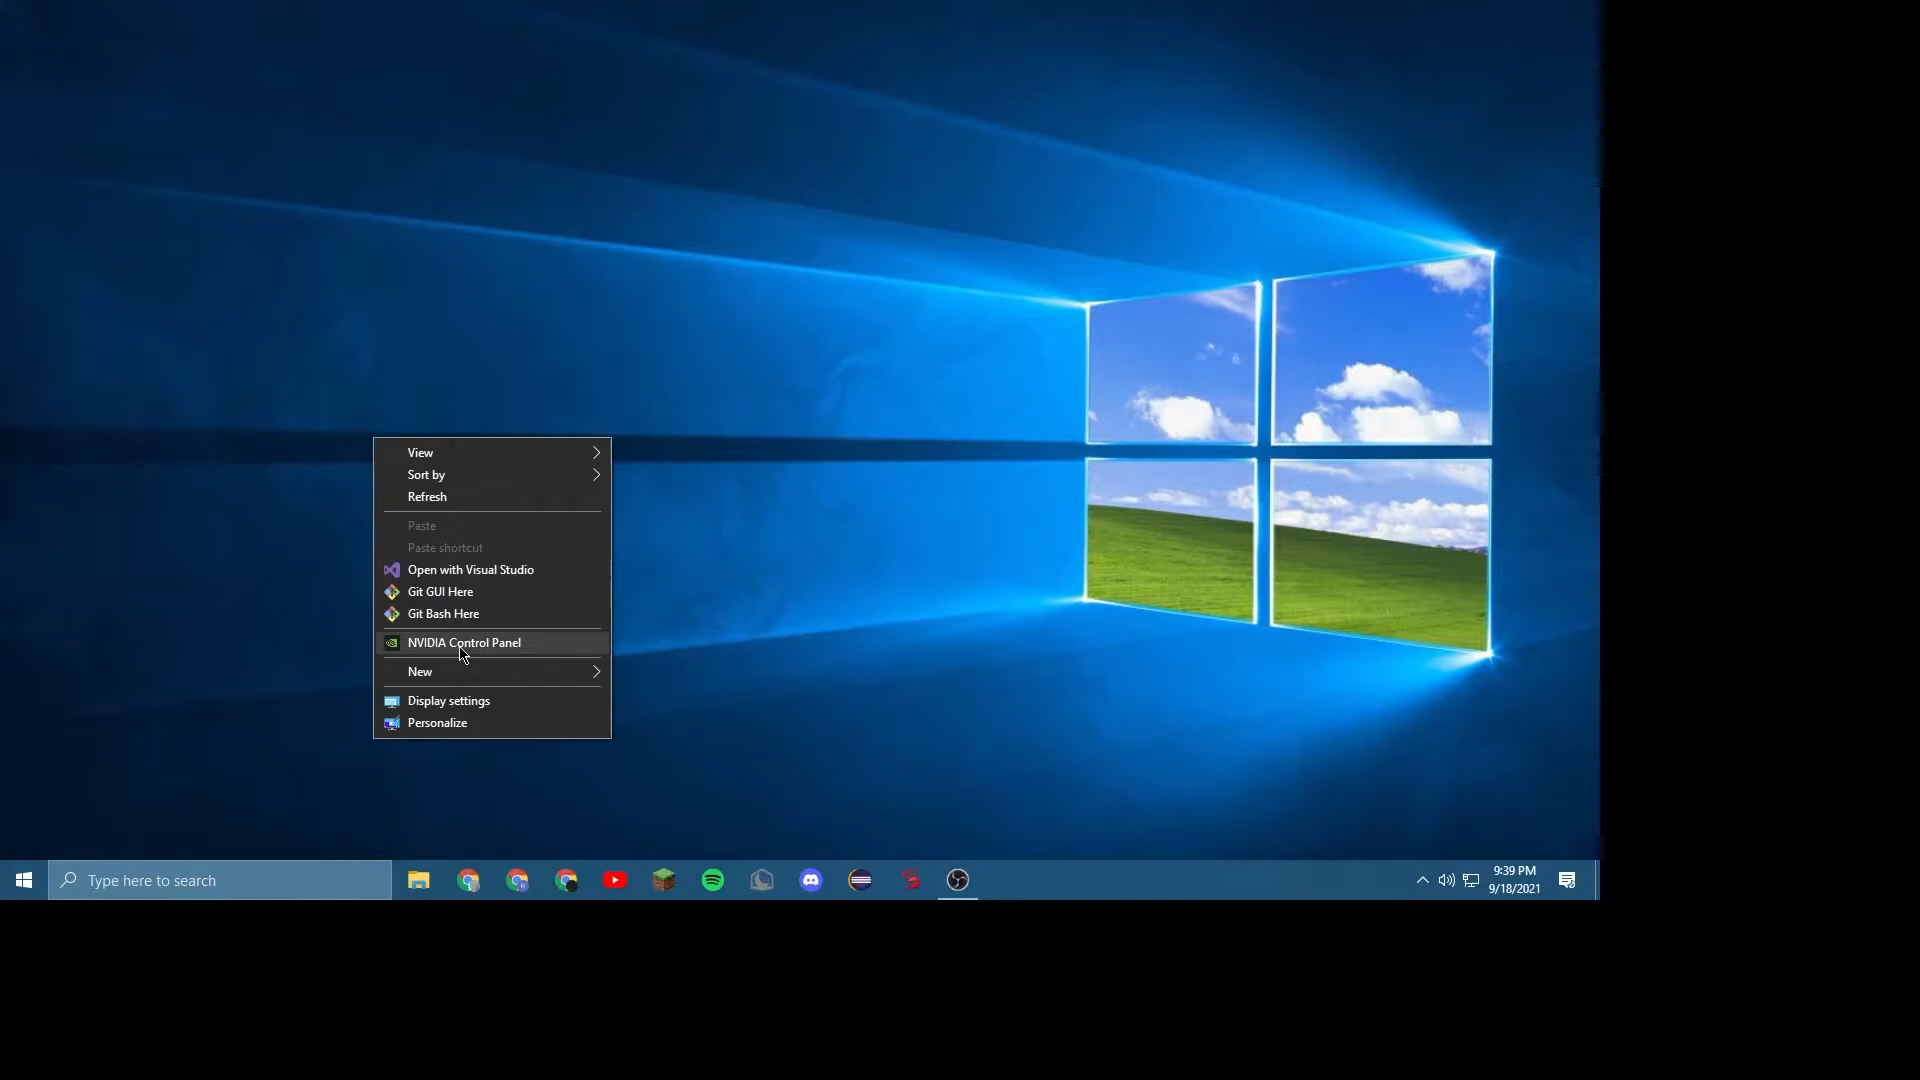 View
Sort by
Refresh
Paste
Paste shortcut
Open with Visual Studio
Git GUI Here
Git Bash Here
NVIDIA Control Panel
New
Display settings
Personalize
Type here to search
9:39 PM
9/18/2021